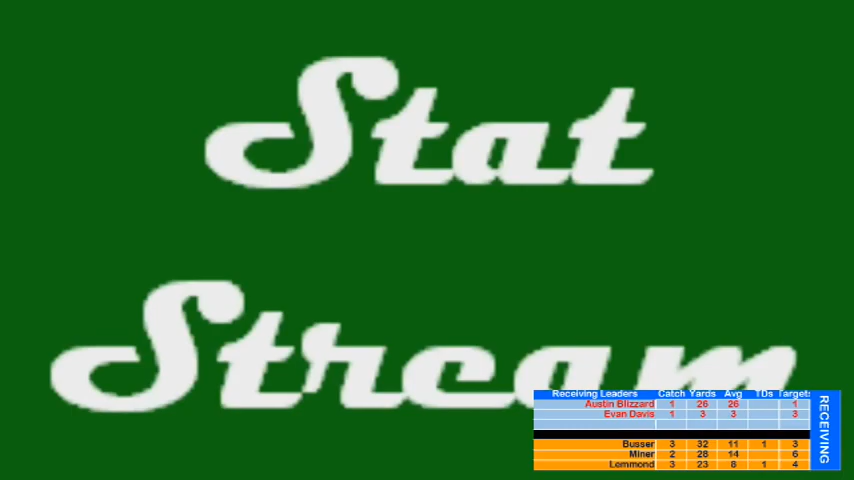 Stat
Stream
Receiving Leaders Catch Yards Avg TDs Targets
Austin Blizzard 1 26 26 1
Evan Davis 1 3 3 3
Busser 3 32 11 1 3
Miner 2 28 14 6
Lemmond 3 23 8 1 4
RECEIVING